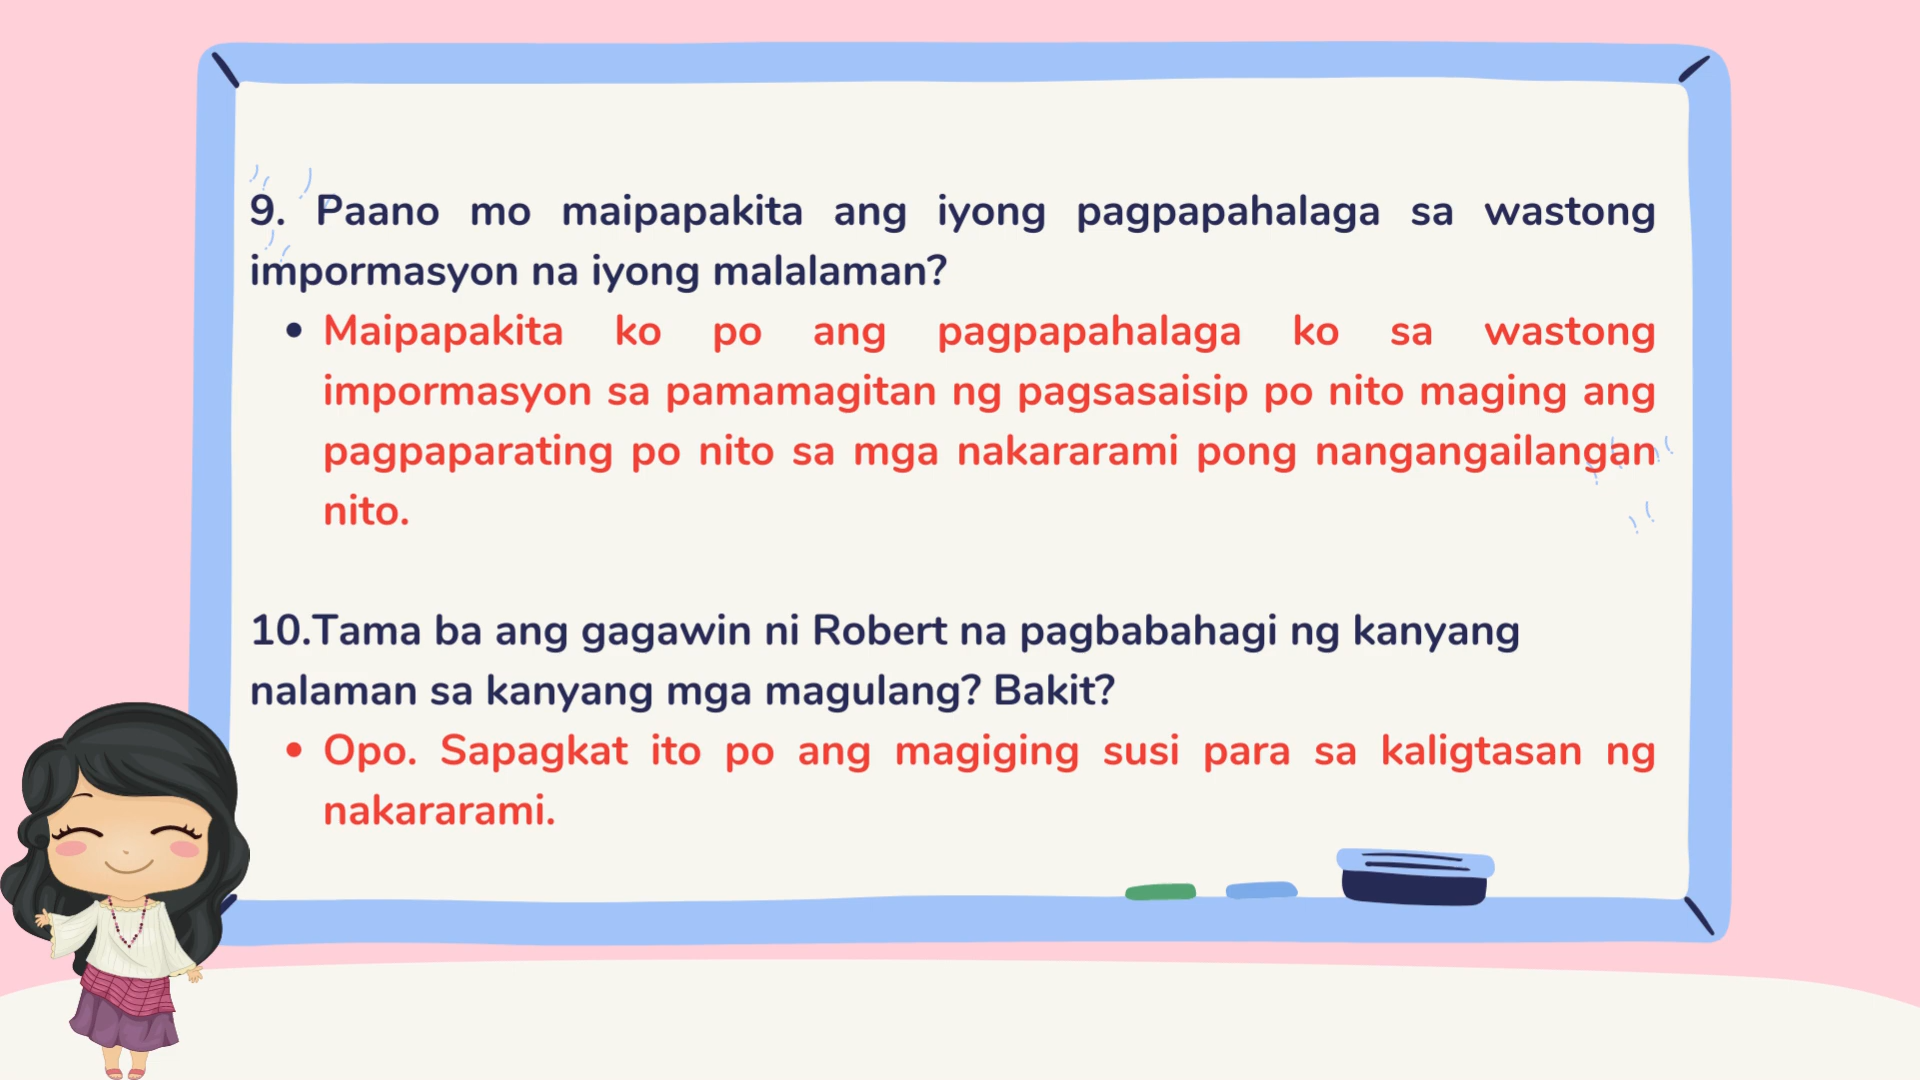 9. Paano mo maipapakita ang iyong pagpapahalaga sa wastong
impormasyon na iyong malalaman?
• Maipapakita ko po ang pagpapahalaga ko sa wastong
impormasyon sa pamamagitan ng pagsasaisip po nito maging ang
pagpaparating po nito sa mga nakararami pong nangangailangan
nito.
10.Tama ba ang gagawin ni Robert na pagbabahagi ng kanyang
nalaman sa kanyang mga magulang? Bakit?
• Opo. Sapagkat ito po ang magiging susi para sa kaligtasan ng
nakararami.